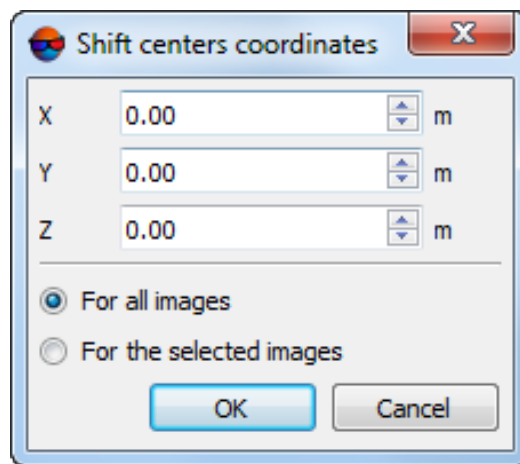 Shift centers coordinates
X 0.00 m
Y 0.00 m
Z 0.00 m
For all images
For the selected images
OK Cancel